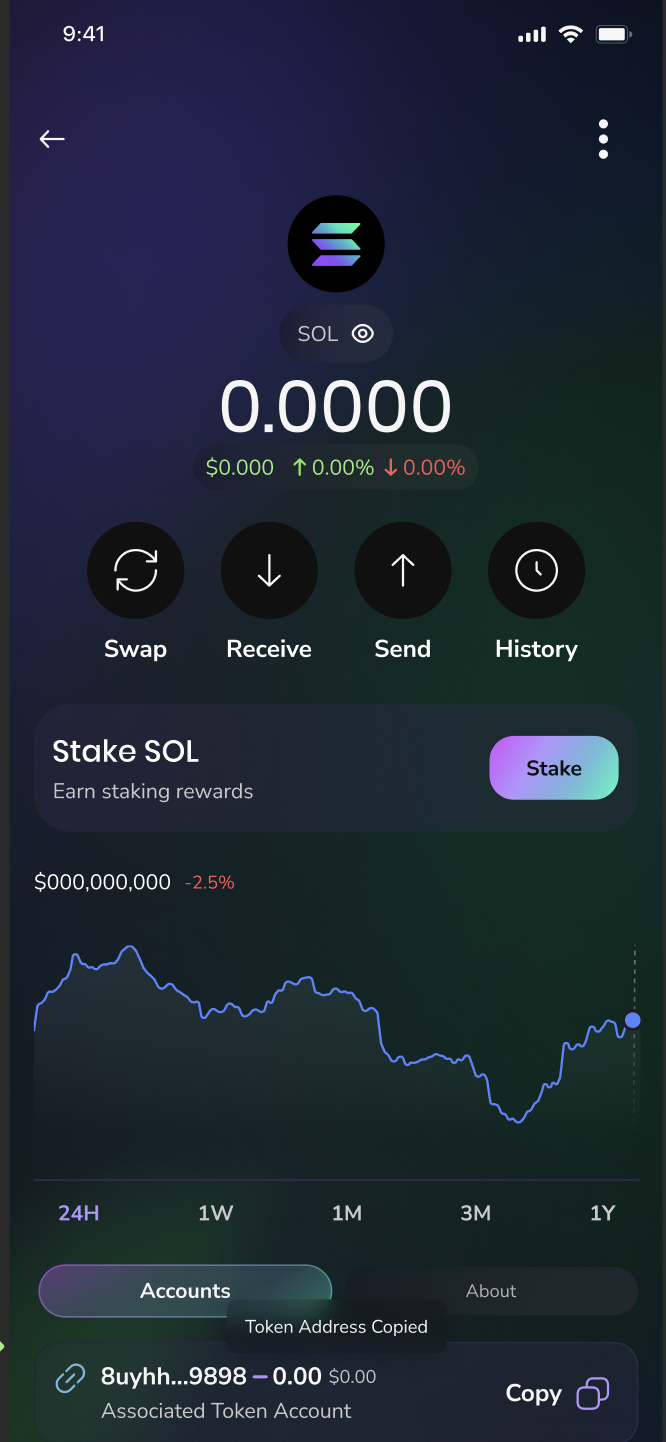 9:41
SOL
0.0000
$0.000 ↑ 0.00% ↓ 0.00%
Swap Receive Send History
Stake SOL
Earn staking rewards
Stake
$000,000,000 -2.5%
24H 1W 1M 3M 1Y
Accounts About
Token Address Copied
8uyhh...9898 – 0.00 $0.00
Associated Token Account
Copy